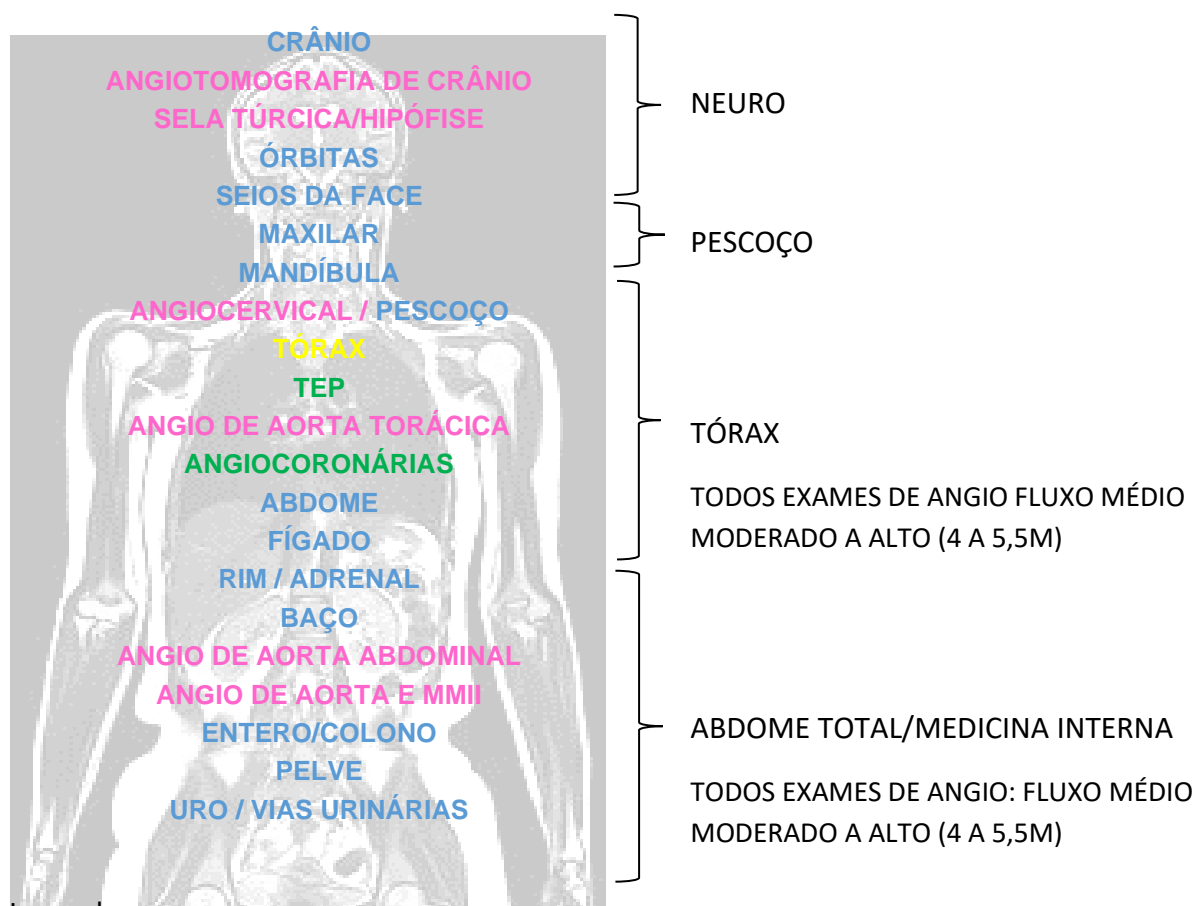 CRÂNIO
ANGIOTOMOGRAFIA DE CRÂNIO
SELA TÚRCICA/HIPÓFISE
ÓRBITAS
SEIOS DA FACE
MAXILAR
MANDÍBULA
ANGIOCERVICAL / PESCOÇO
TÓRAX
TEP
ANGIO DE AORTA TORÁCICA
ANGIOCORONÁRIAS
ABDOME
FÍGADO
RIM / ADRENAL
BAÇO
ANGIO DE AORTA ABDOMINAL
ANGIO DE AORTA E MMII
ENTERO/COLONO
PELVE
URO / VIAS URINÁRIAS
NEURO
PESCOÇO
TÓRAX
TODOS EXAMES DE ANGIO FLUXO MÉDIO
MODERADO A ALTO (4 A 5,5M)
ABDOME TOTAL/MEDICINA INTERNA
TODOS EXAMES DE ANGIO: FLUXO MÉDIO
MODERADO A ALTO (4 A 5,5M)